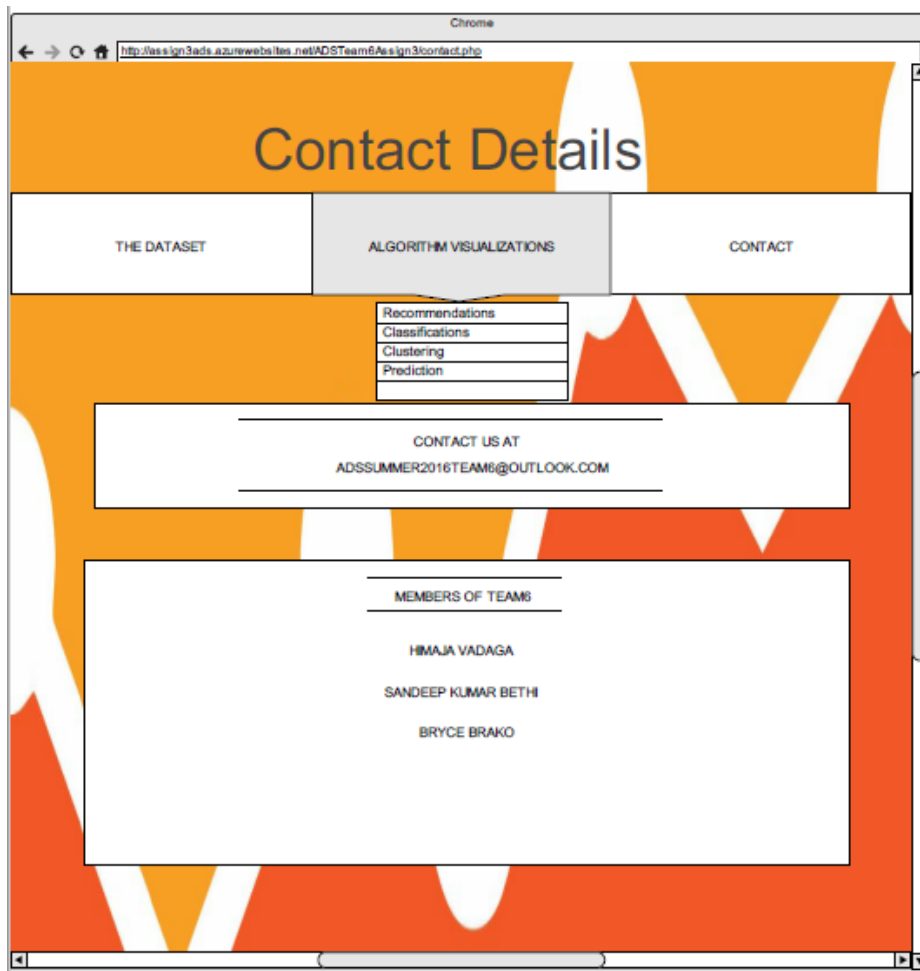 Chrome
http://assign3ads.azurewebsites.net/ADSTeam6Assign3/contact.php
Contact Details
THE DATASET
ALGORITHM VISUALIZATIONS
CONTACT
Recommendations
Classifications
Clustering
Prediction
CONTACT US AT
ADSSUMMER2016TEAM6@OUTLOOK.COM
MEMBERS OF TEAM6
HIMAJA VADAGA
SANDEEP KUMAR BETHI
BRYCE BRAKO